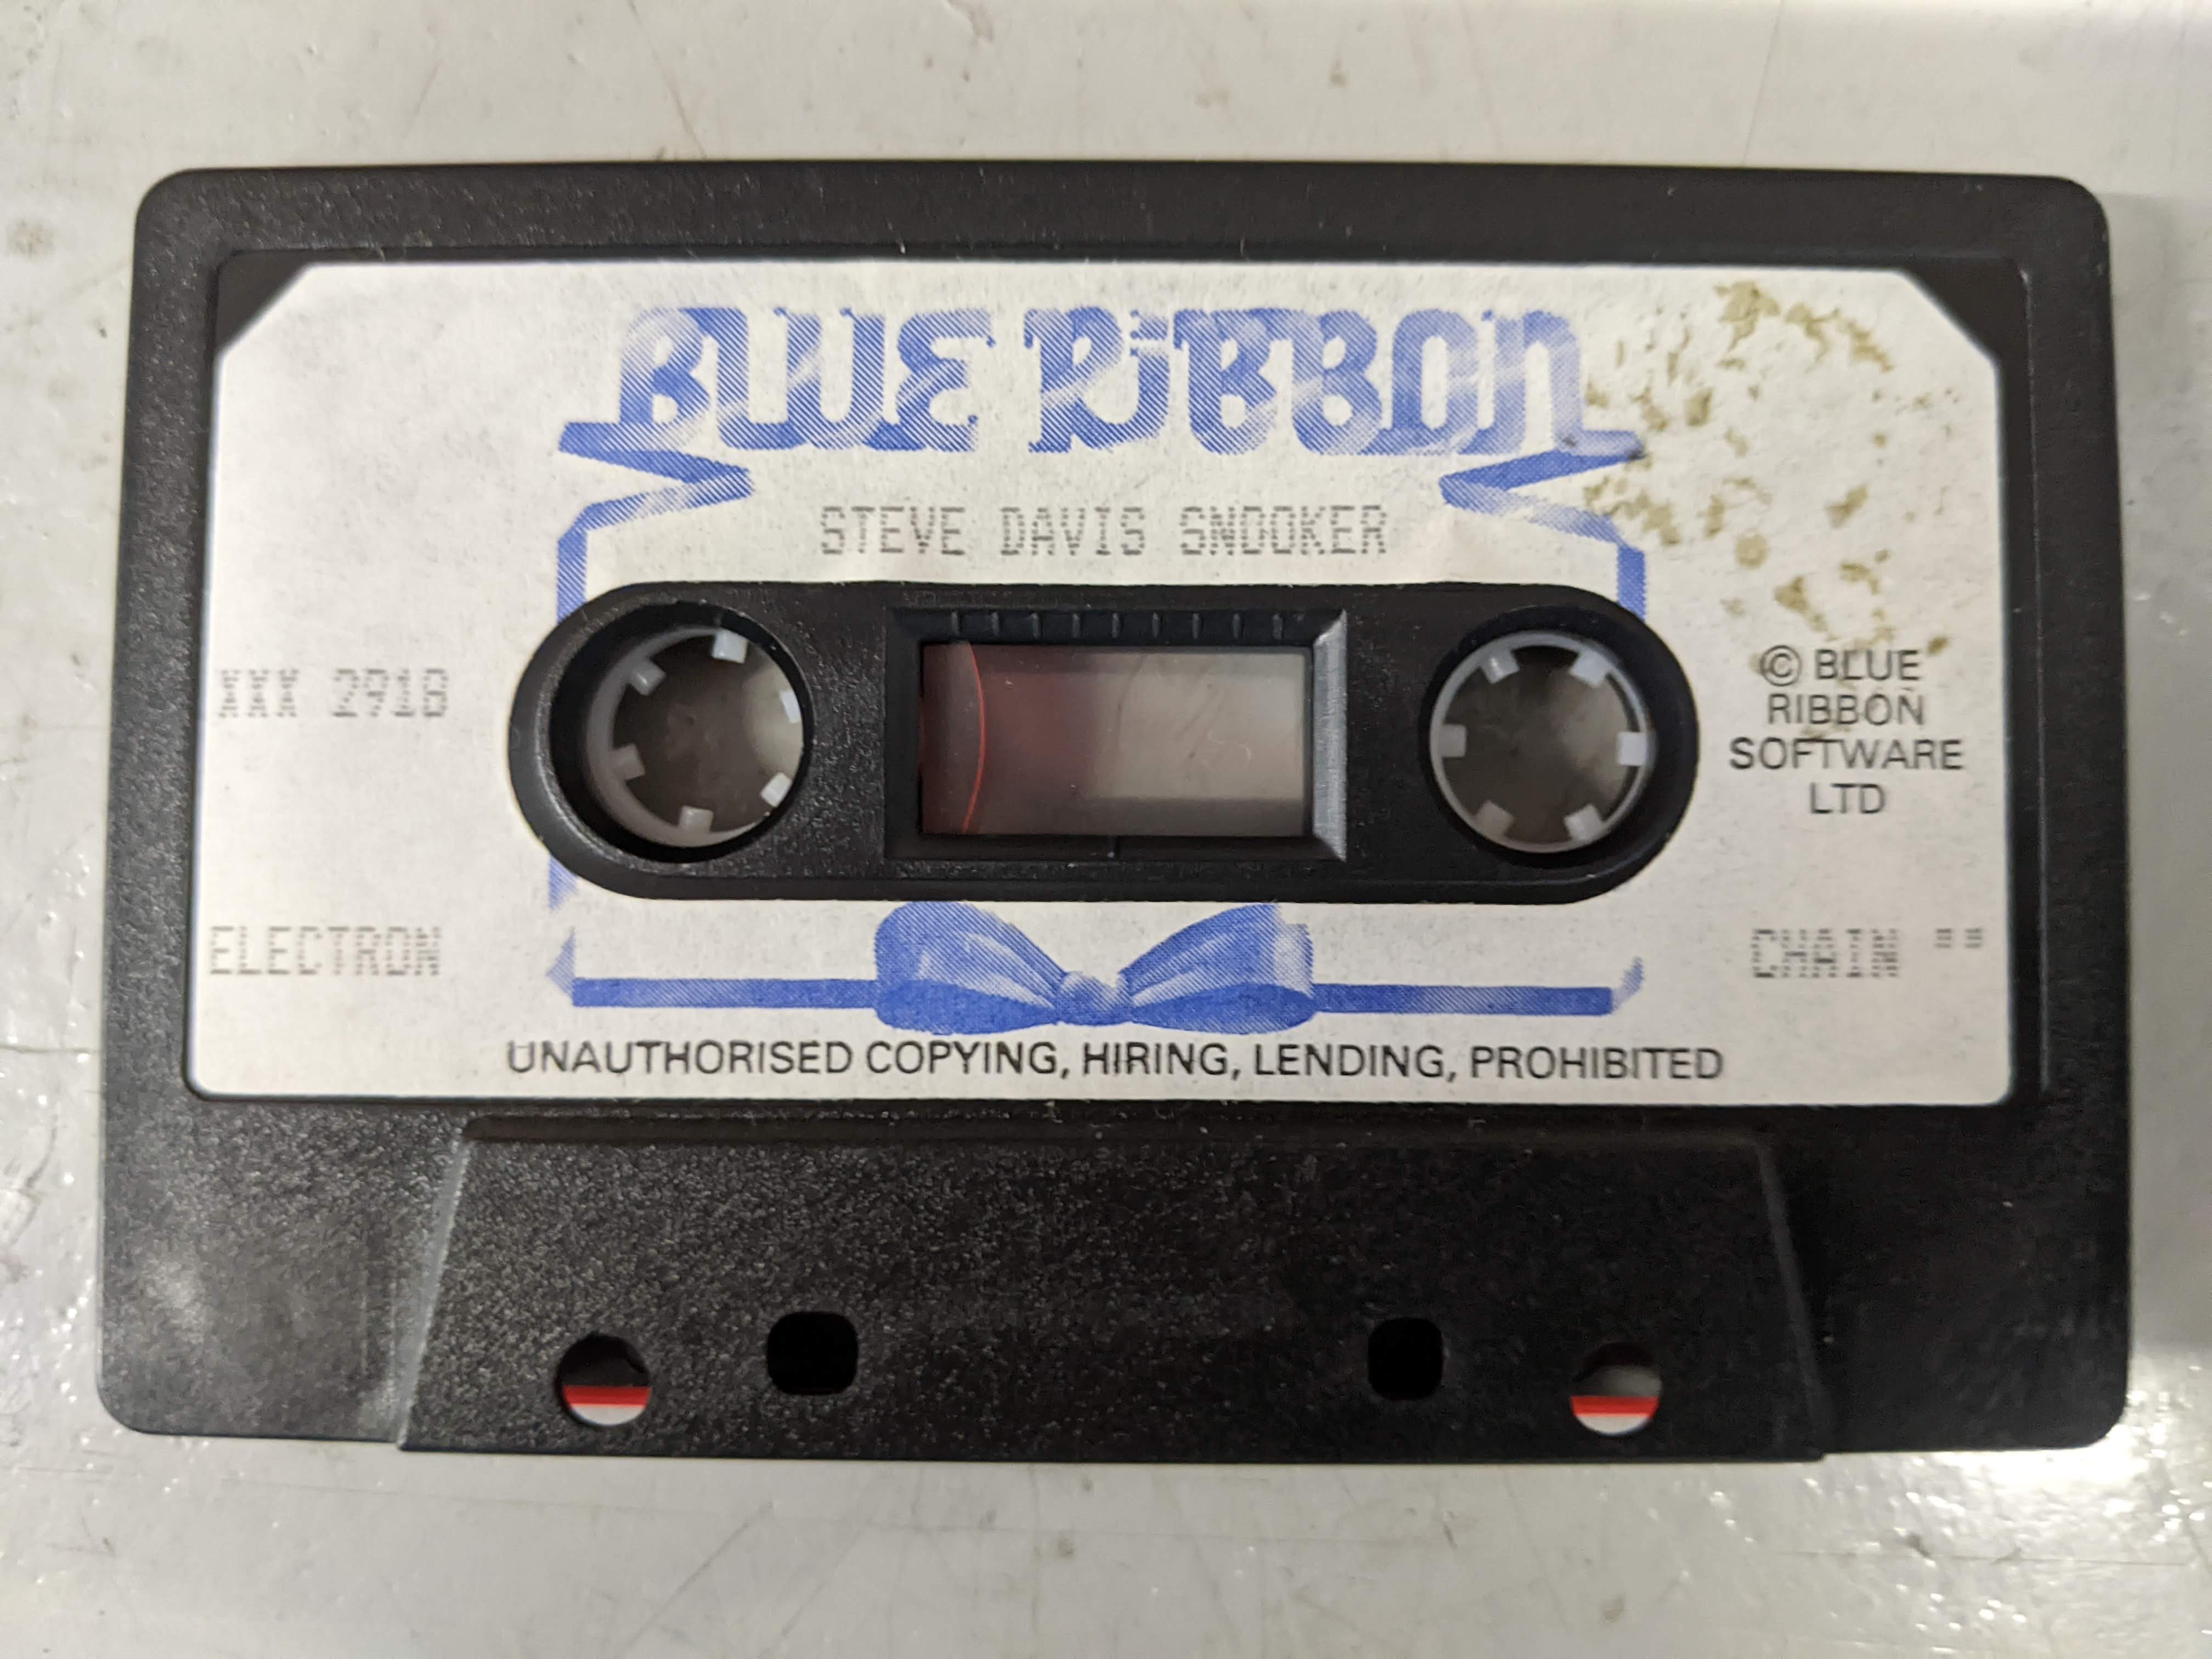 BLUE RIBBON
STEVE DAVIS SNOOKER
XXX 2918
© BLUE
RIBBON
SOFTWARE
LTD
ELECTRON
CHAIN ""
UNAUTHORISED COPYING, HIRING, LENDING, PROHIBITED